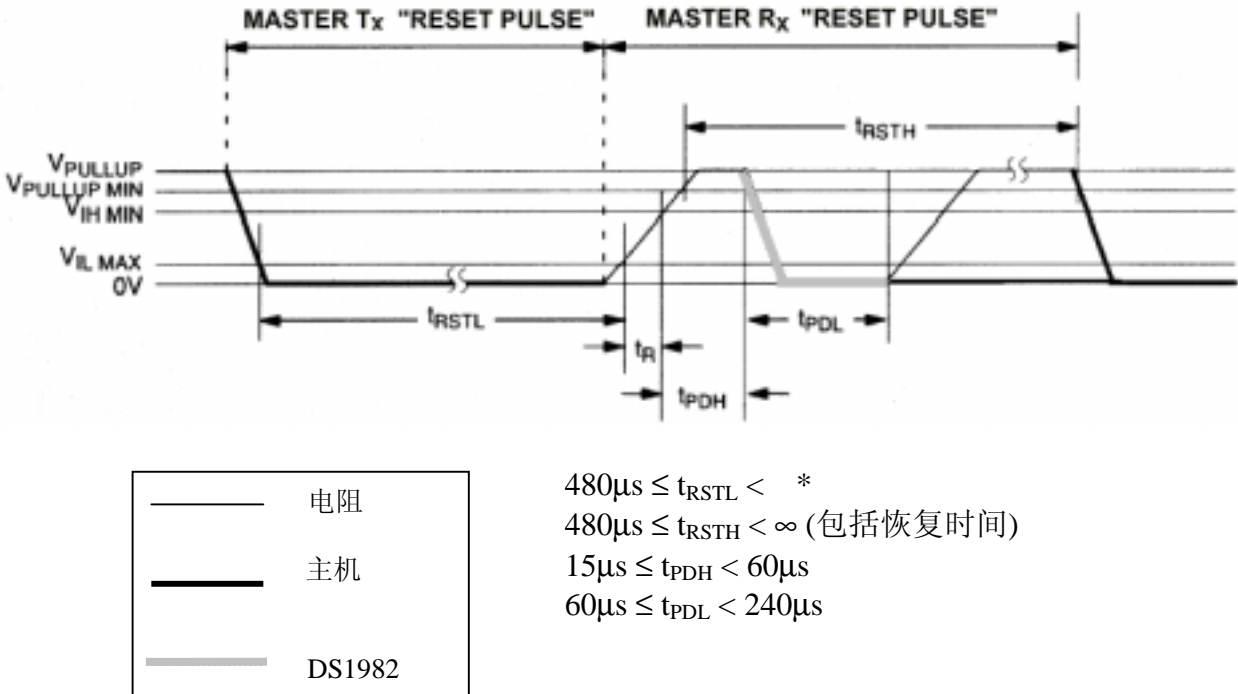 MASTER TX "RESET PULSE" MASTER RX "RESET PULSE"
tRSTH
VPULLUP
VPULLUP MIN
VIH MIN
VIL MAX
0V
tRSTL
tPDL
tR
tPDH
电阻
主机
DS1982
480μs ≤ tRSTL < *
480μs ≤ tRSTH < ∞ (包括恢复时间)
15μs ≤ tPDH < 60μs
60μs ≤ tPDL < 240μs